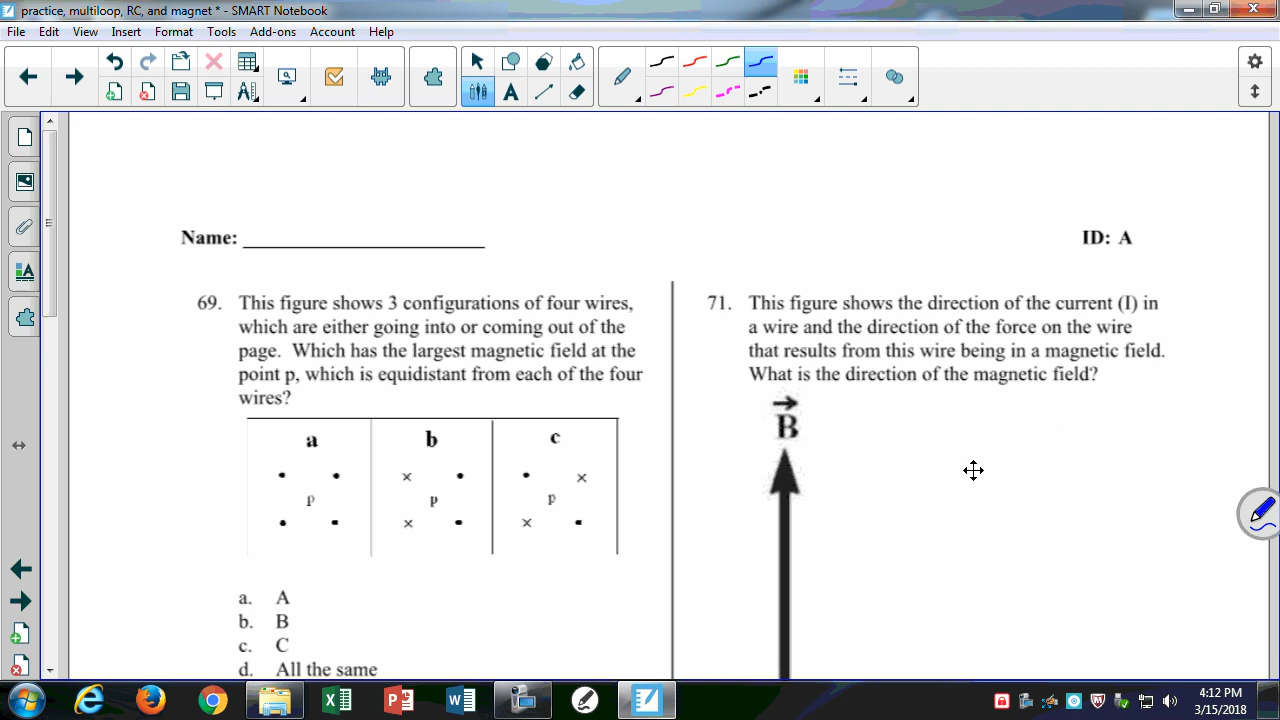 practice, multiloop, RC, and magnet * - SMART Notebook
File Edit View Insert Format Tools Add-ons Account Help
Name:
ID: A
69. This figure shows 3 configurations of four wires,
which are either going into or coming out of the
page. Which has the largest magnetic field at the
point p, which is equidistant from each of the four
wires?
a b c
p p p
a. A
b. B
c. C
d. All the same
71. This figure shows the direction of the current (I) in
a wire and the direction of the force on the wire
that results from this wire being in a magnetic field.
What is the direction of the magnetic field?
B
4:12 PM
3/15/2018